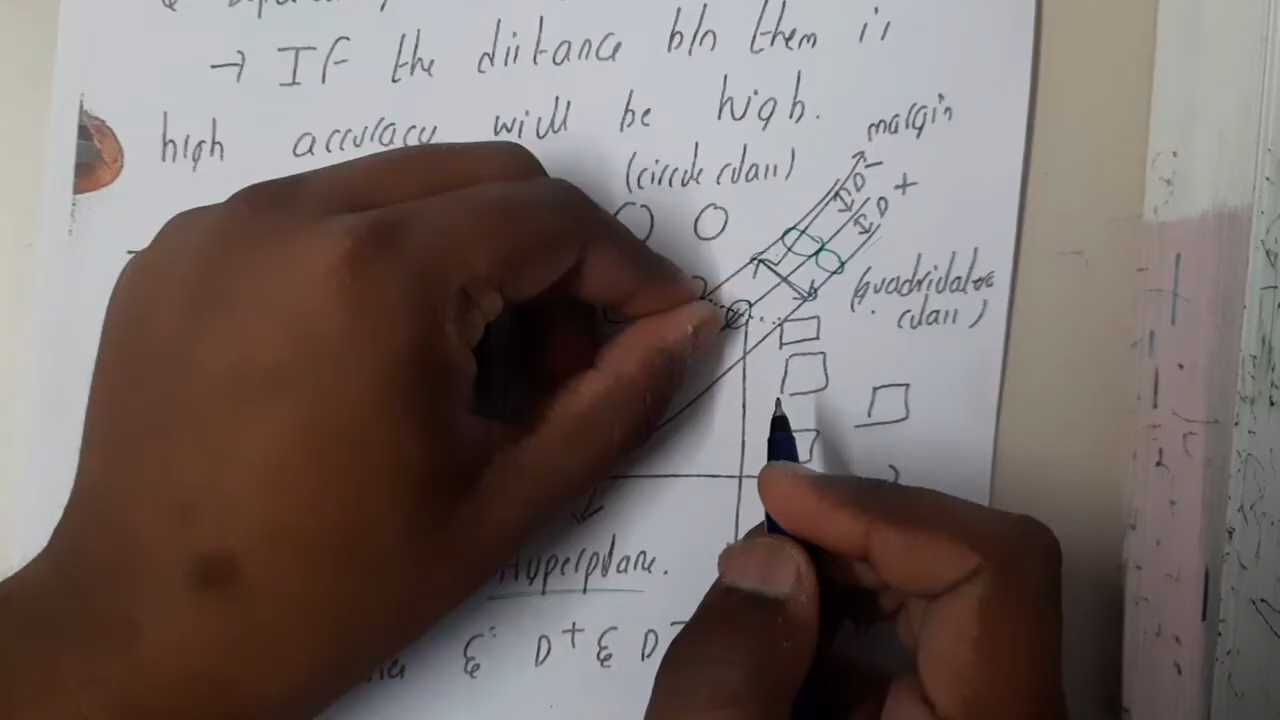 → IF the distance b/n them is
high accuracy will be high.
margin
(circle class)
D-
D+
(quadrilateral
class)
Hyperplane.
& D+ & D-